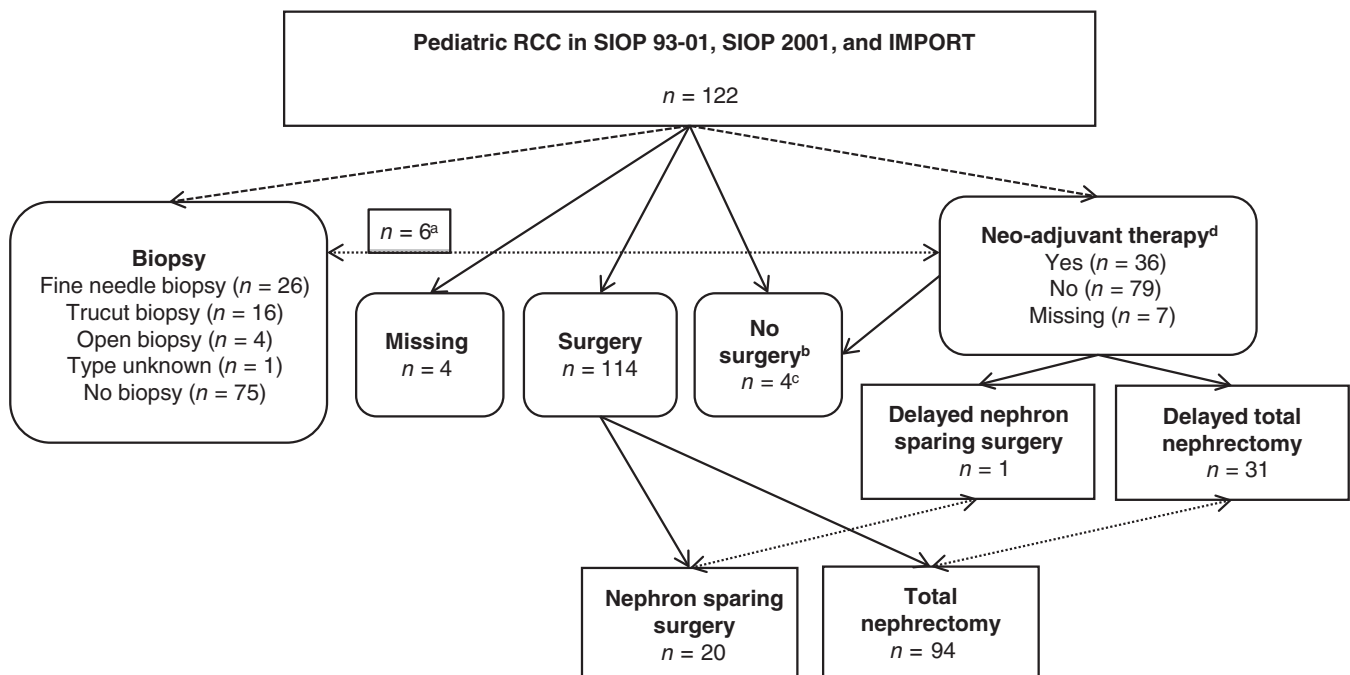 Pediatric RCC in SIOP 93-01, SIOP 2001, and IMPORT
n = 122
Biopsy
Fine needle biopsy (n = 26)
Trucut biopsy (n = 16)
Open biopsy (n = 4)
Type unknown (n = 1)
No biopsy (n = 75)
n = 6ᵃ
Missing
n = 4
Surgery
n = 114
No
surgeryᵇ
n = 4ᶜ
Neo-adjuvant therapyᵈ
Yes (n = 36)
No (n = 79)
Missing (n = 7)
Delayed nephron
sparing surgery
n = 1
Delayed total
nephrectomy
n = 31
Nephron sparing
surgery
n = 20
Total
nephrectomy
n = 94